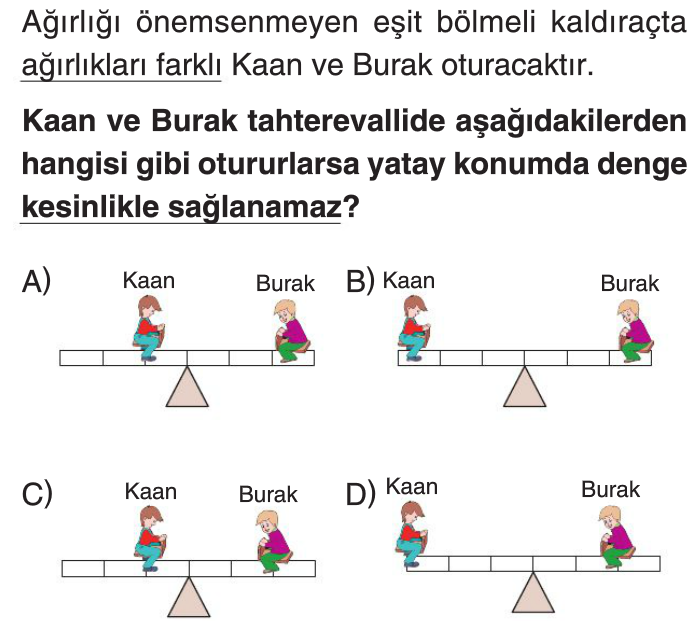 Ağırlığı önemsenmeyen eşit bölmeli kaldıraçta
ağırlıkları farklı Kaan ve Burak oturacaktır.
Kaan ve Burak tahterevallide aşağıdakilerden
hangisi gibi otururlarsa yatay konumda denge
kesinlikle sağlanamaz?
A) Kaan Burak
B) Kaan Burak
C) Kaan Burak
D) Kaan Burak